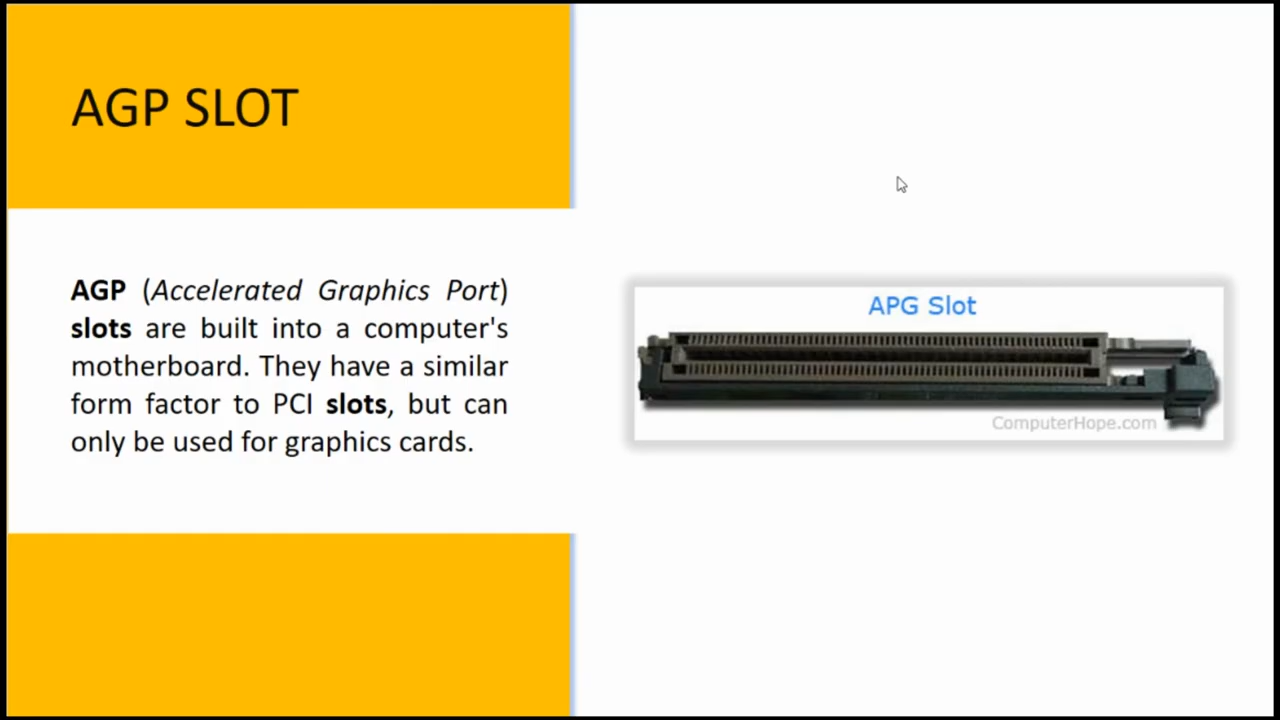 AGP SLOT
AGP (Accelerated Graphics Port)
slots are built into a computer's
motherboard. They have a similar
form factor to PCI slots, but can
only be used for graphics cards.
APG Slot
ComputerHope.com